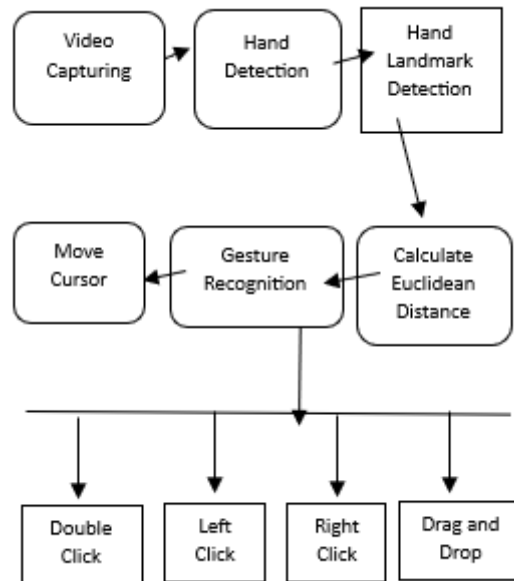 Video
Capturing
Hand
Detection
Hand
Landmark
Detection
Move
Cursor
Gesture
Recognition
Calculate
Euclidean
Distance
Double
Click
Left
Click
Right
Click
Drag and
Drop